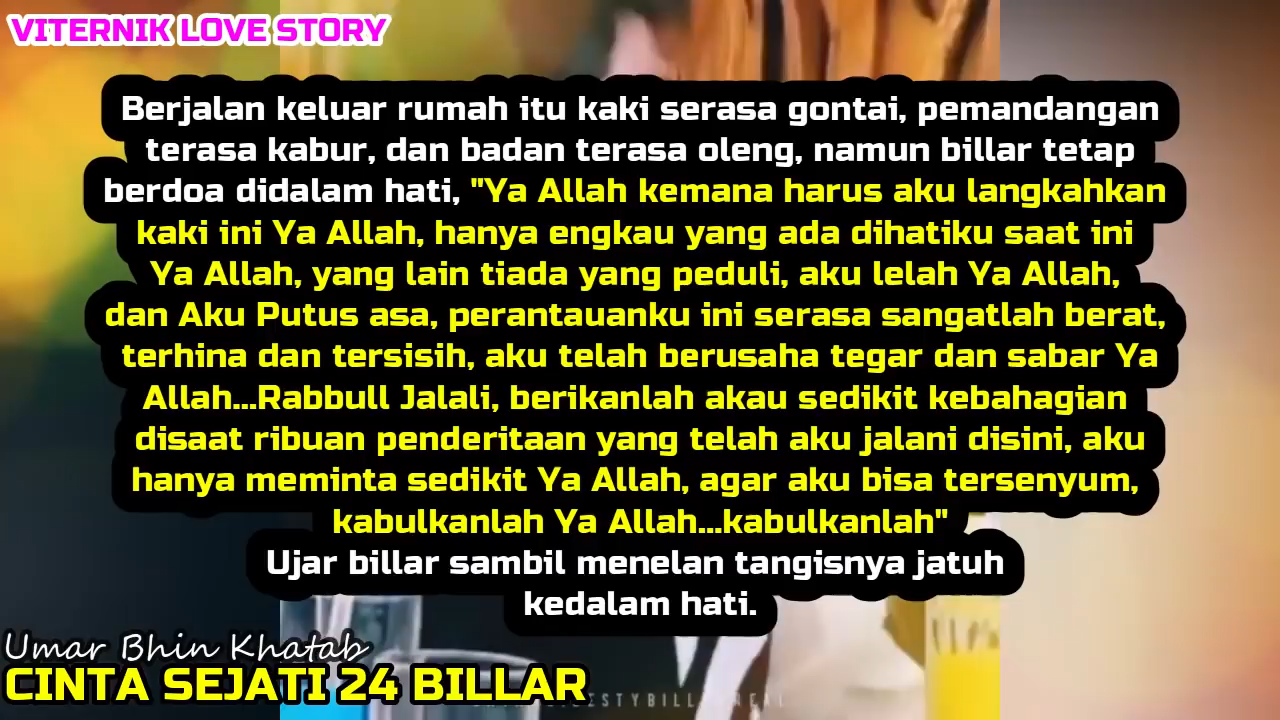 VITERNIK LOVE STORY
Berjalan keluar rumah itu kaki serasa gontai, pemandangan
terasa kabur, dan badan terasa oleng, namun billar tetap
berdoa didalam hati, "Ya Allah kemana harus aku langkahkan
kaki ini Ya Allah, hanya engkau yang ada dihatiku saat ini
Ya Allah, yang lain tiada yang peduli, aku lelah Ya Allah,
dan Aku Putus asa, perantauanku ini serasa sangatlah berat,
terhina dan tersisih, aku telah berusaha tegar dan sabar Ya
Allah...Rabbull Jalali, berikanlah akau sedikit kebahagian
disaat ribuan penderitaan yang telah aku jalani disini, aku
hanya meminta sedikit Ya Allah, agar aku bisa tersenyum,
kabulkanlah Ya Allah...kabulkanlah"
Ujar billar sambil menelan tangisnya jatuh
kedalam hati.
Umar Bhin Khatab
CINTA SEJATI 24 BILLAR